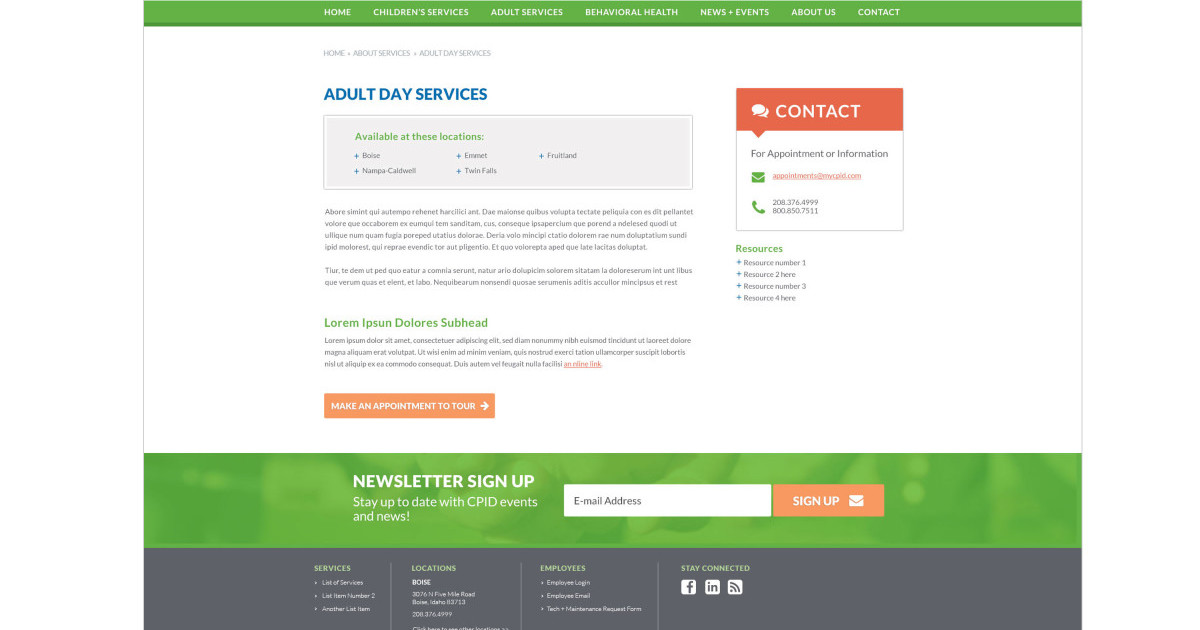 HOME CHILDREN'S SERVICES ADULT SERVICES BEHAVIORAL HEALTH NEWS + EVENTS ABOUT US CONTACT
HOME » ABOUT SERVICES » ADULT DAY SERVICES
ADULT DAY SERVICES
Available at these locations:
+ Boise + Emmet + Fruitland
+ Nampa-Caldwell + Twin Falls
Abore simint qui autempo rehenet harcilici ant. Dae maionse quibus volupta tectate peliquia con es dlt pellantet
volore que occaborem ex eumqui tem sanditam, cus, conseque ipsapercium que porend a ndelesed quodi ut
ullique num quam fugia poreped utatius dolorae. Deria volo mincipi ctatio dolorem rae num doluptatium sundi
ipid molorest, qui reprae evendic tor aut pligentio. Et quo volorepta aped que late lacitas doluptat.
Tiur, te dem ut ped quo eatur a comnia serunt, natur ario dolupicim solorem sitatam la doloreserum int unt libus
que verum quas et elent, et labo. Nequibearum nonsendi quosae serumenis aditis accullor mincipsus et rest
Lorem Ipsun Dolores Subhead
Lorem ipsum dolor sit amet, consectetuer adipiscing elit, sed diam nonummy nibh euismod tincidunt ut laoreet dolore
magna aliquam erat volutpat. Ut wisi enim ad minim veniam, quis nostrud exerci tation ullamcorper suscipit lobortis
nisl ut aliquip ex ea commodo consequat. Duis autem vel feugait nulla facilisi an nline link.
MAKE AN APPOINTMENT TO TOUR
CONTACT
For Appointment or Information
appointments@mycpid.com
208.376.4999
800.850.7511
Resources
+ Resource number 1
+ Resource 2 here
+ Resource number 3
+ Resource 4 here
NEWSLETTER SIGN UP
Stay up to date with CPID events
and news!
E-mail Address
SIGN UP
SERVICES
List of Services
List Item Number 2
Another List Item
LOCATIONS
BOISE
3076 N Five Mile Road
Boise, Idaho 83713
208.376.4999
Click here to see other locations >>
EMPLOYEES
Employee Login
Employee Email
Tech + Maintenance Request Form
STAY CONNECTED